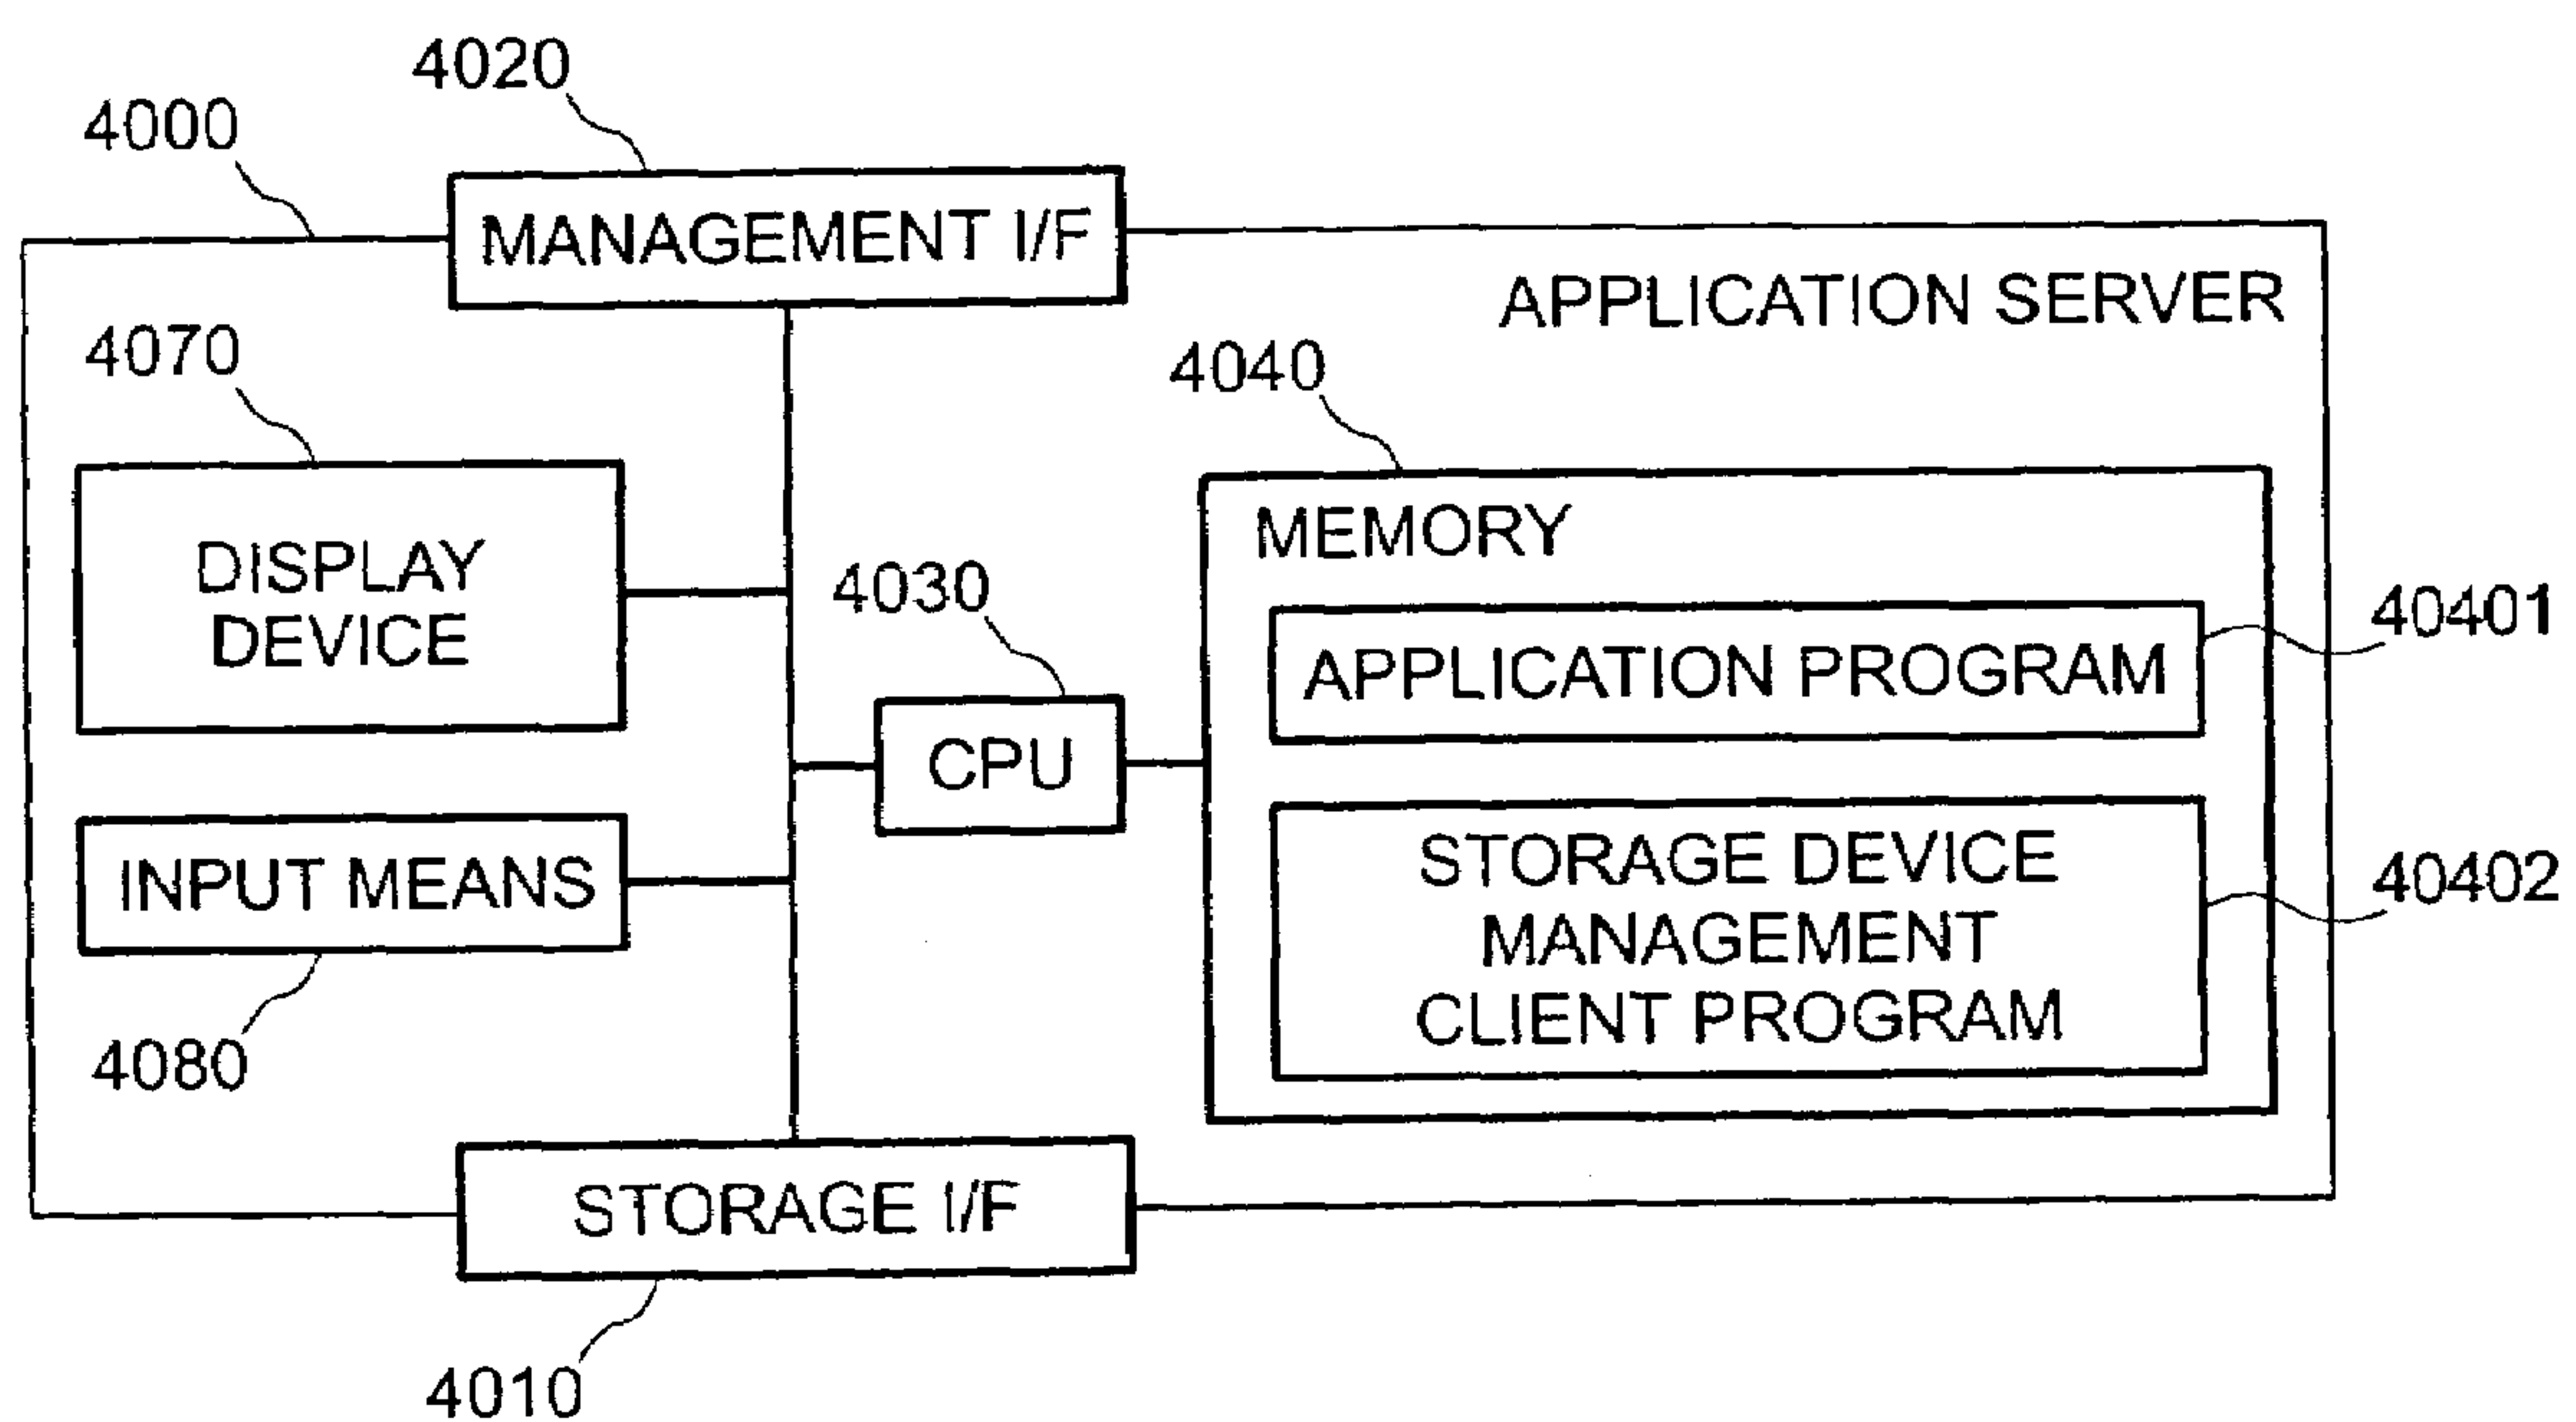 4020
4000
MANAGEMENT I/F
APPLICATION SERVER
4070
4040
DISPLAY
DEVICE
MEMORY
4030
40401
APPLICATION PROGRAM
CPU
INPUT MEANS
STORAGE DEVICE
MANAGEMENT
CLIENT PROGRAM
40402
4080
STORAGE I/F
4010